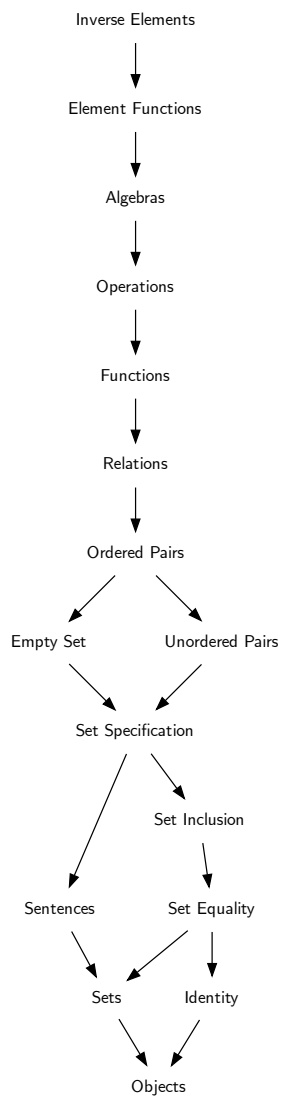 Inverse Elements
Element Functions
Algebras
Operations
Functions
Relations
Ordered Pairs
Empty Set
Unordered Pairs
Set Specification
Set Inclusion
Sentences
Set Equality
Sets
Identity
Objects